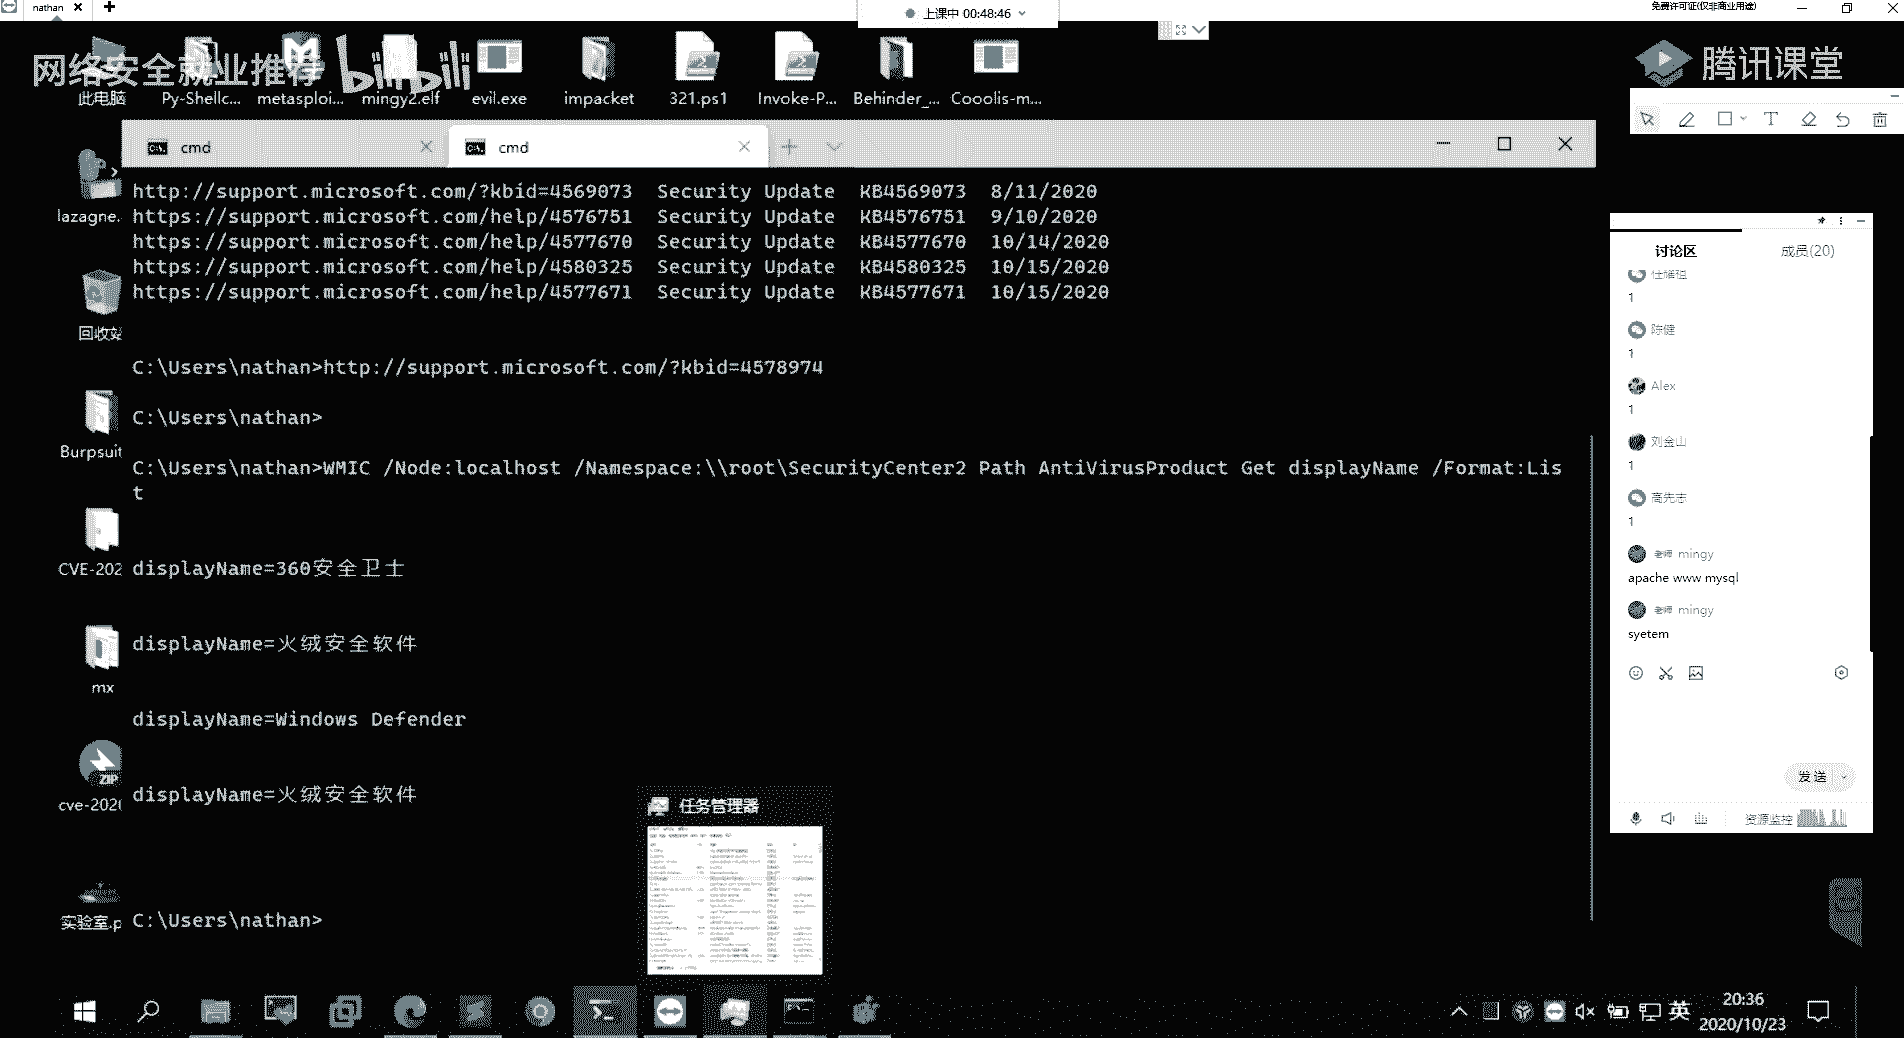 nathan
上课中 00:48:46
免费许可证(仅非商业用途)
网络安全就业推荐
bilibili
腾讯课堂
此电脑
Py-Shellc...
metasploi...
mingy2.elf
evil.exe
impacket
321.ps1
Invoke-P...
Behinder_...
Cooolis-m...
cmd
cmd
lazagne.
回收站
Burpsuit
CVE-202
mx
ZIP
cve-202(
实验室.p
http://support.microsoft.com/?kbid=4569073 Security Update KB4569073 8/11/2020
https://support.microsoft.com/help/4576751 Security Update KB4576751 9/10/2020
https://support.microsoft.com/help/4577670 Security Update KB4577670 10/14/2020
https://support.microsoft.com/help/4580325 Security Update KB4580325 10/15/2020
https://support.microsoft.com/help/4577671 Security Update KB4577671 10/15/2020
C:\Users\nathan>http://support.microsoft.com/?kbid=4578974
C:\Users\nathan>
C:\Users\nathan>WMIC /Node:localhost /Namespace:\\root\SecurityCenter2 Path AntiVirusProduct Get displayName /Format:Lis
t
displayName=360安全卫士
displayName=火绒安全软件
displayName=Windows Defender
displayName=火绒安全软件
C:\Users\nathan>
任务管理器
讨论区
成员(20)
1
陈健
1
Alex
1
刘金山
1
高先志
1
老师 mingy
apache www mysql
老师 mingy
syetem
发送
资源监控
英
20:36
2020/10/23